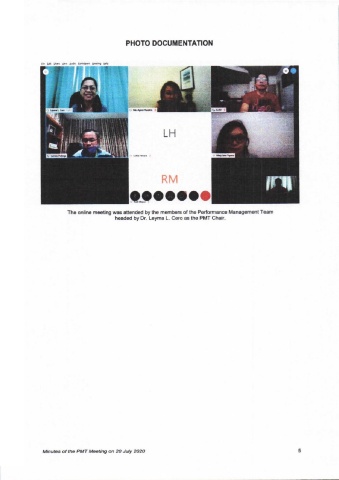 PHOTO DOCUMENTATION
LH
RM
The online meeting was attended by the members of the Performance Management Team
headed by Dr. Leyma L. Cero as the PMT Chair.
Minutes of the PMT Meeting on 20 July 2020
5